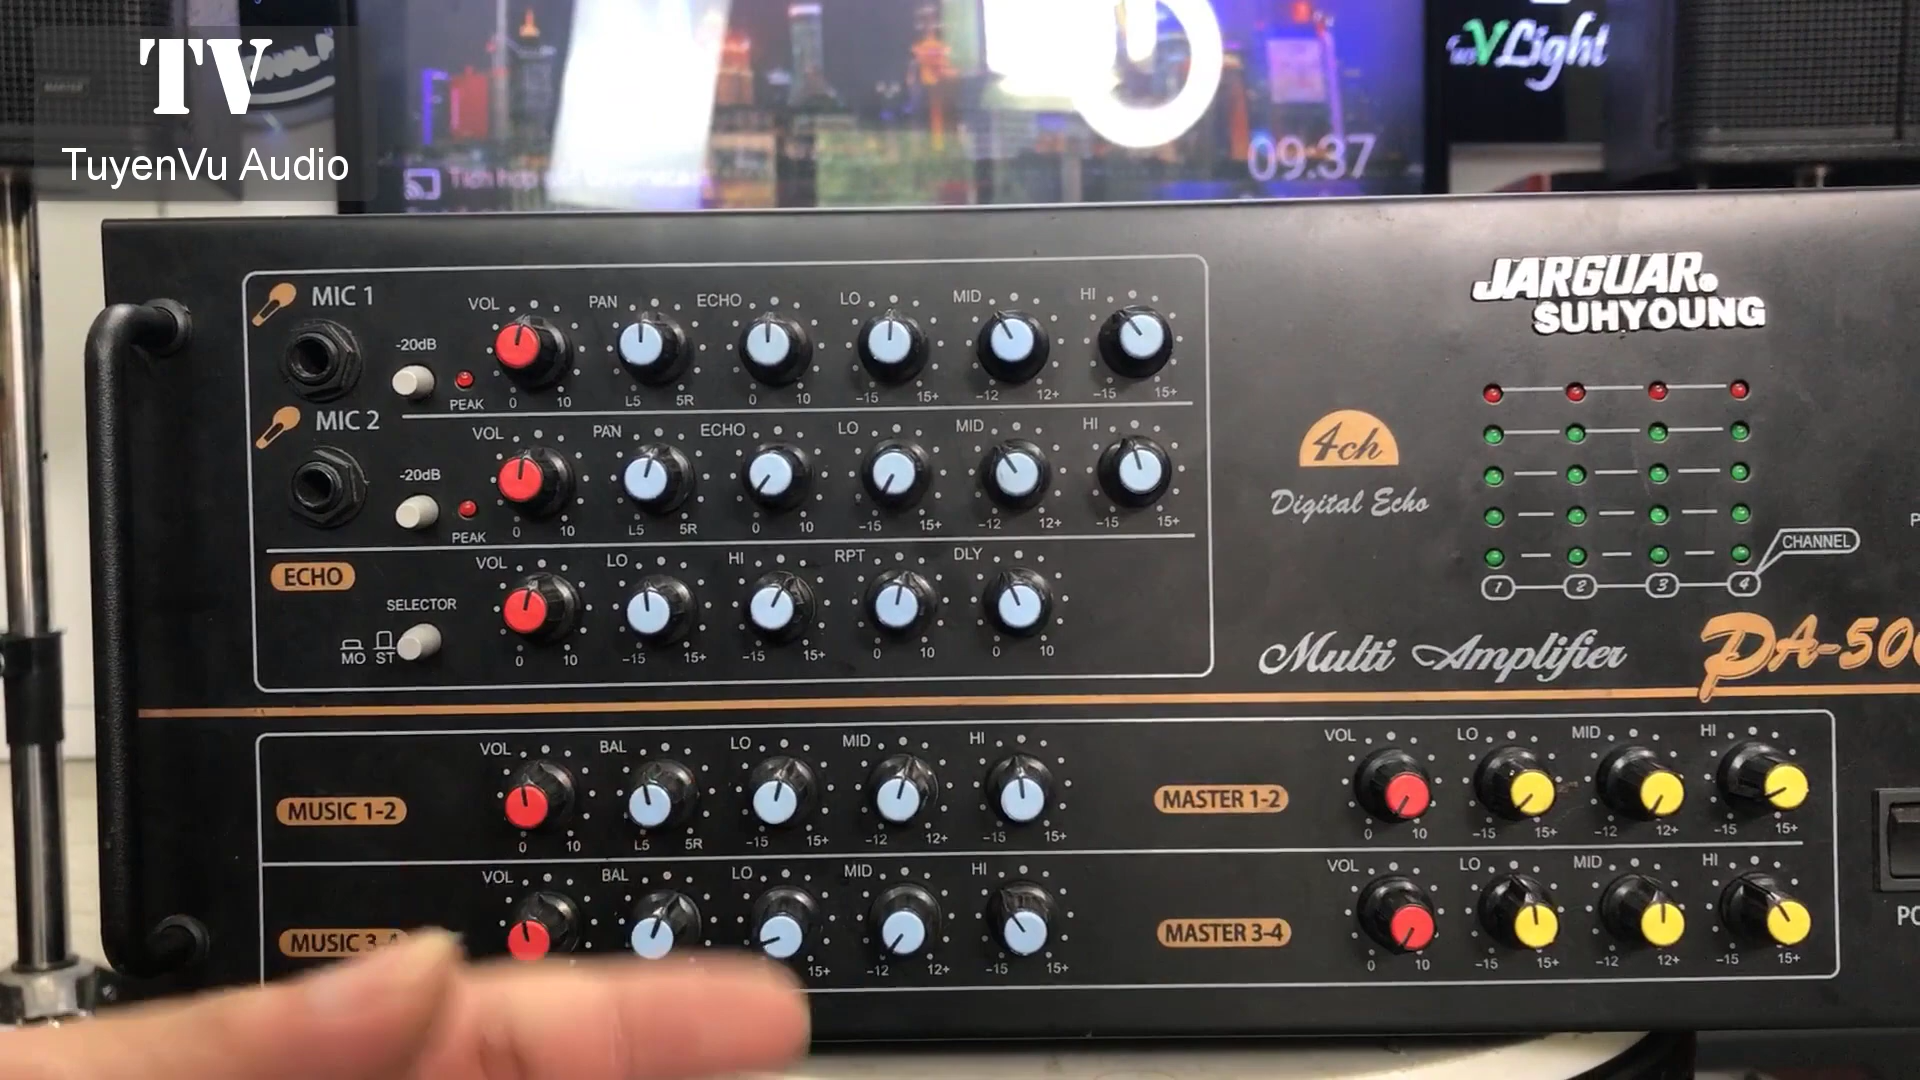 TV
TuyenVu Audio
VLight
09:37
Tích hợp
JARGUAR®
SUHYOUNG
MIC 1
-20dB
PEAK
VOL PAN ECHO LO MID HI
0 10 L5 5R 0 10 -15 15+ -12 12+ -15 15+
MIC 2
-20dB
PEAK
VOL PAN ECHO LO MID HI
0 10 L5 5R 0 10 -15 15+ -12 12+ -15 15+
4ch
Digital Echo
CHANNEL
1 2 3 4
ECHO
SELECTOR
MO ST
VOL LO HI RPT DLY
0 10 -15 15+ -15 15+ 0 10 0 10
Multi Amplifier
PA-500
MUSIC 1-2
VOL BAL LO MID HI
0 10 L5 5R -15 15+ -12 12+ -15 15+
MASTER 1-2
VOL LO MID HI
0 10 -15 15+ -12 12+ -15 15+
MUSIC 3-4
VOL BAL LO MID HI
15+ -12 12+ -15 15+
MASTER 3-4
VOL LO MID HI
0 10 -15 15+ -12 12+ -15 15+